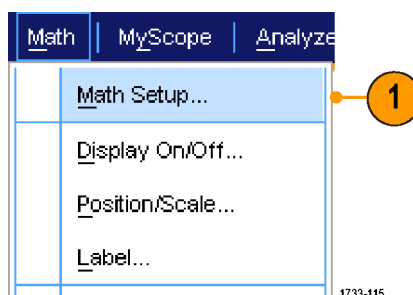 Math MyScope Analyze
Math Setup... 1
Display On/Off...
Position/Scale...
Label...
1733-115